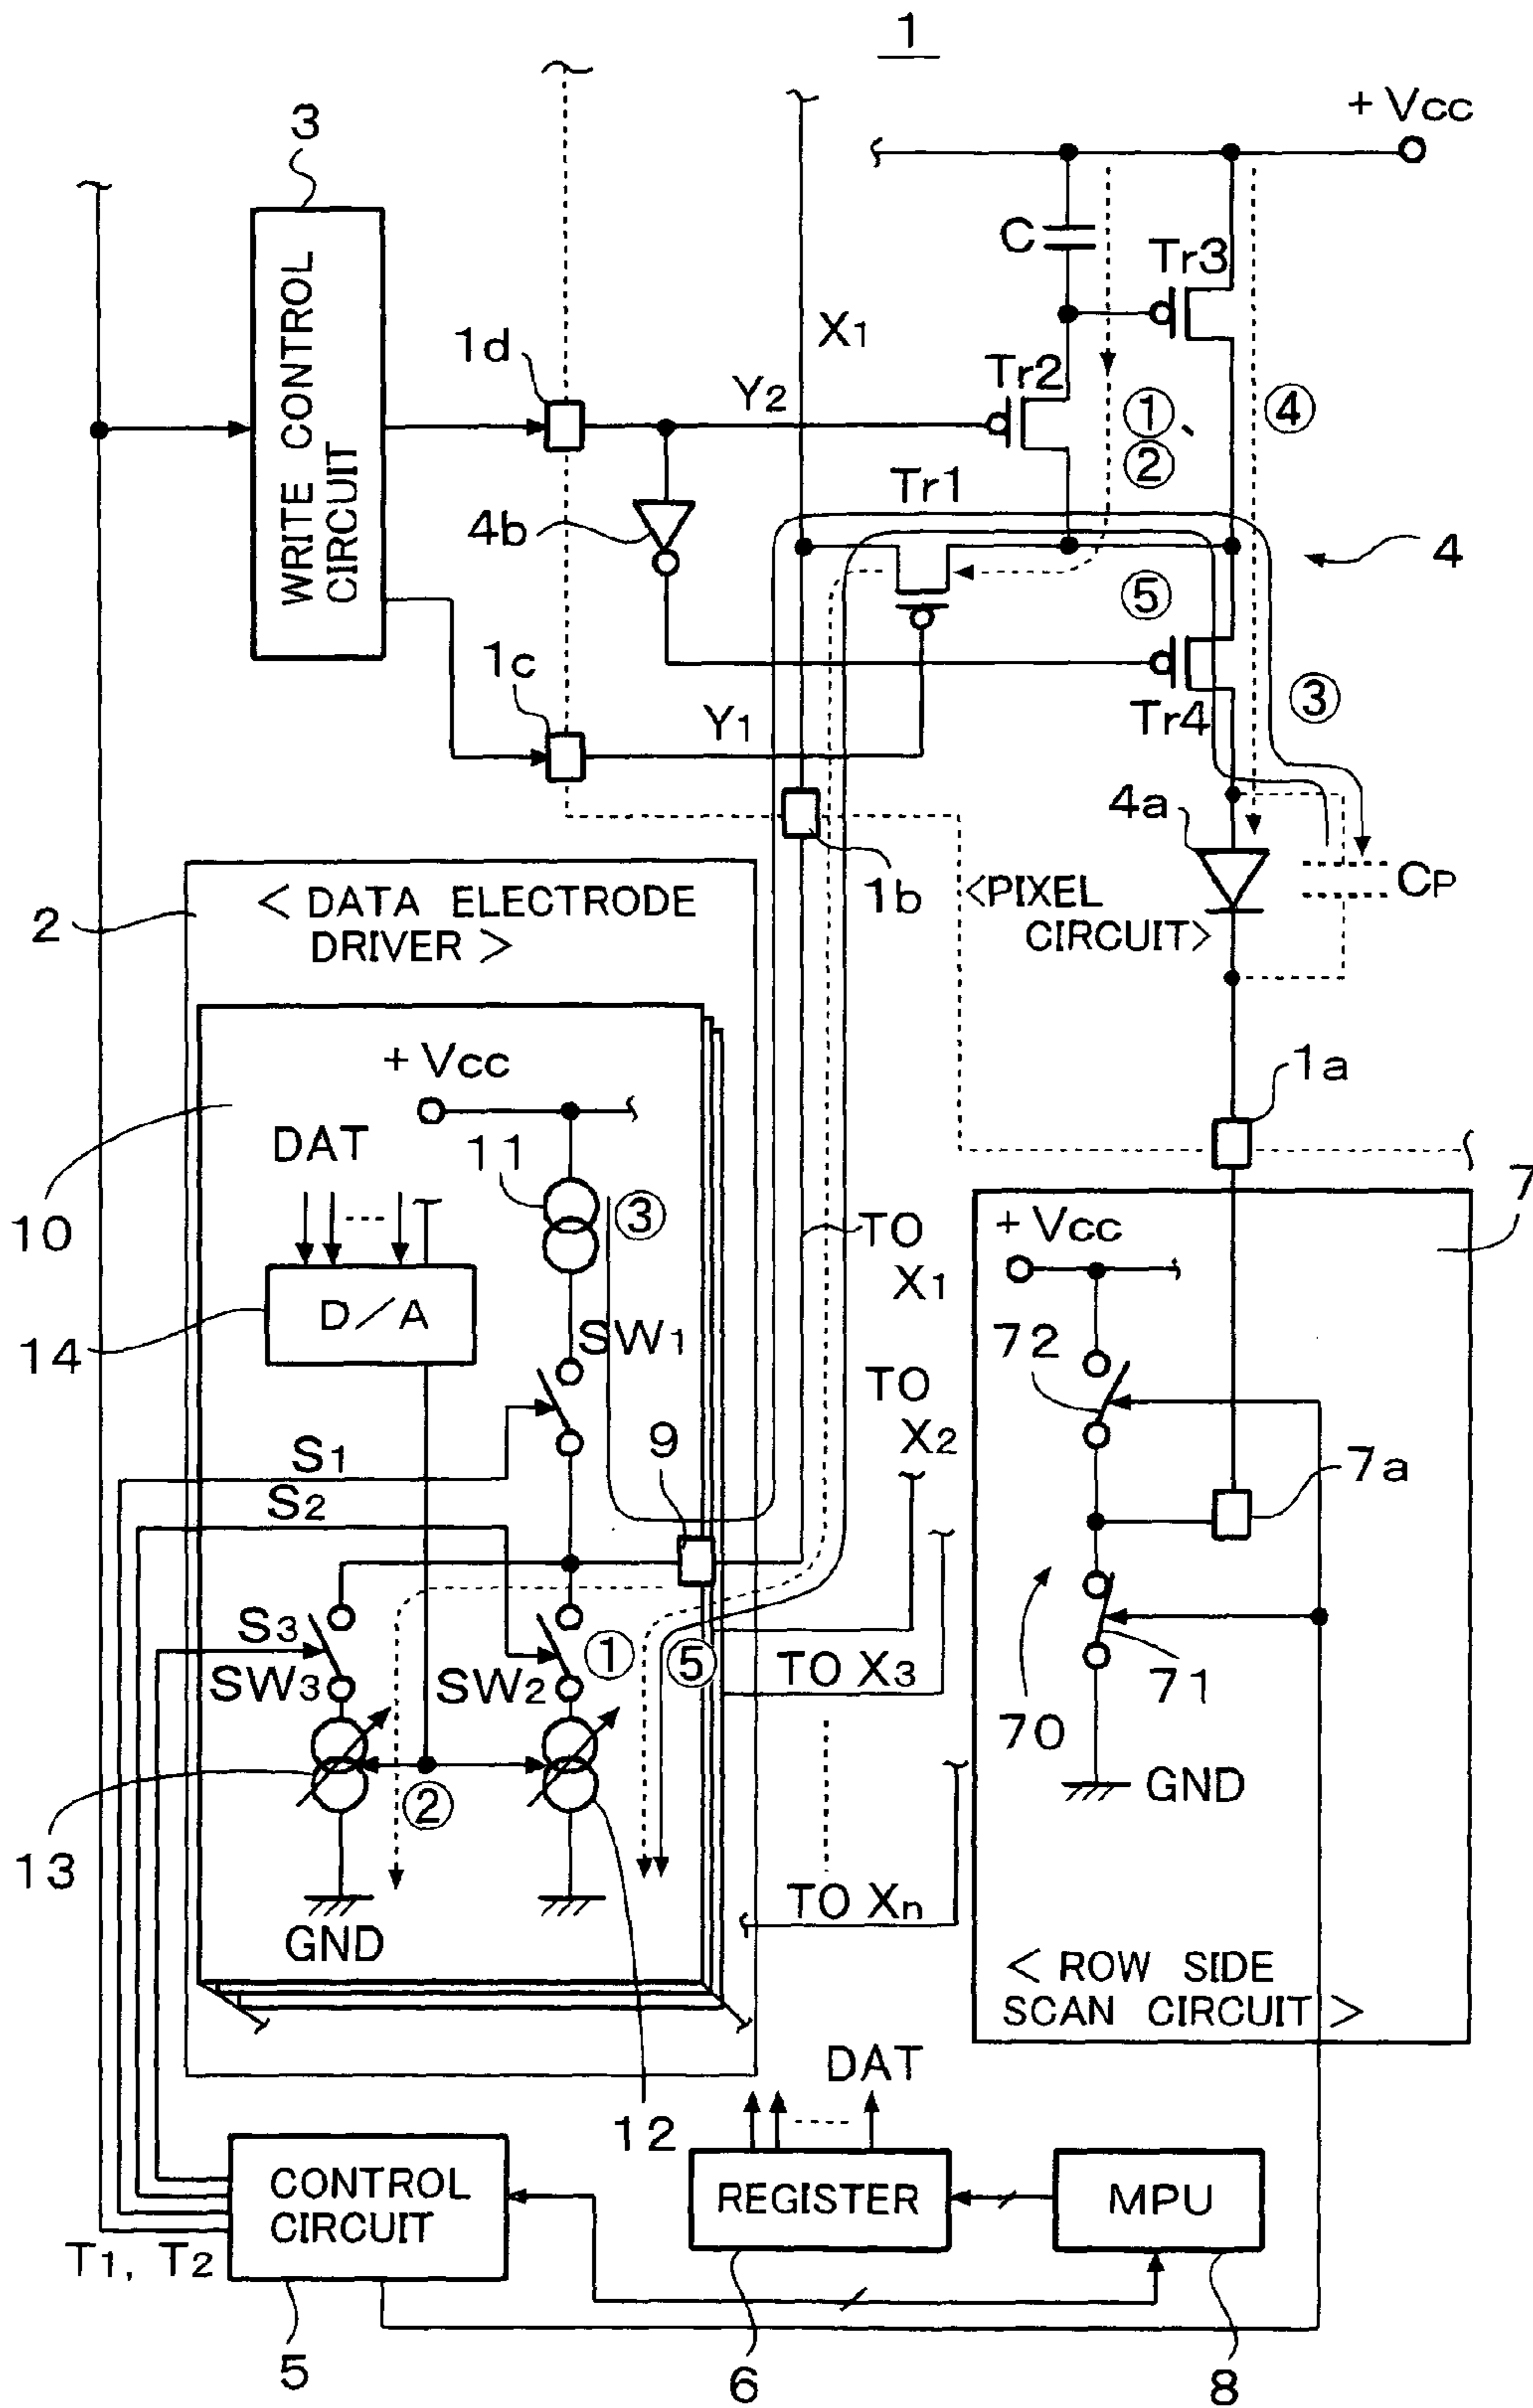 1
+ Vcc
3
C
Tr3
WRITE CONTROL
CIRCUIT
1d
X1
Y2
Tr2
①、
②
④
Tr1
4b
4
⑤
1c
Y1
Tr4
③
4a
CP
1b
<PIXEL
CIRCUIT>
2
< DATA ELECTRODE
DRIVER >
+ Vcc
1a
10
DAT
11
③
7
TO
X1
+ Vcc
D/A
14
SW1
72
TO
X2
9
7a
S1
S2
S3
SW3
SW2
①
⑤
TO X3
71
70
②
GND
13
TO Xn
GND
< ROW SIDE
SCAN CIRCUIT >
DAT
12
CONTROL
CIRCUIT
REGISTER
MPU
T1, T2
5
6
8